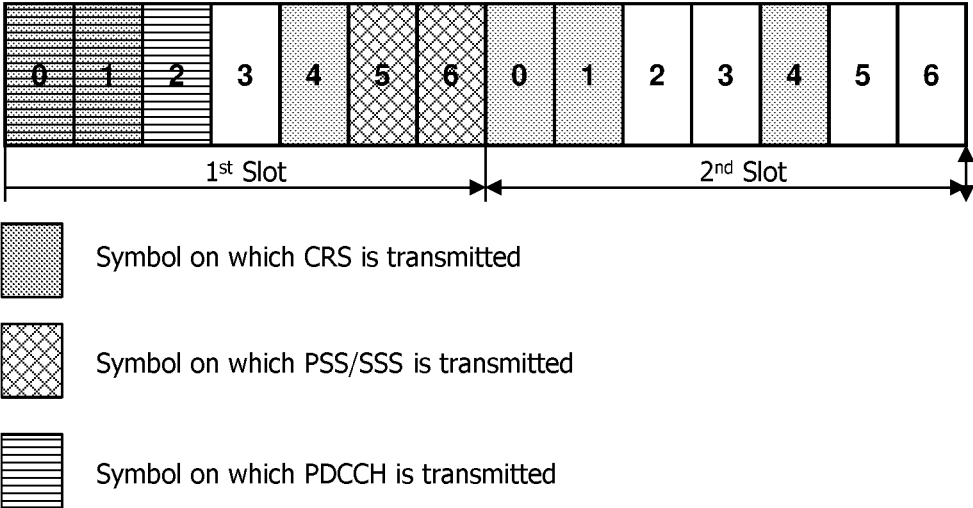 0 1 2 3 4 5 6 0 1 2 3 4 5 6
1st Slot 2nd Slot
Symbol on which CRS is transmitted
Symbol on which PSS/SSS is transmitted
Symbol on which PDCCH is transmitted